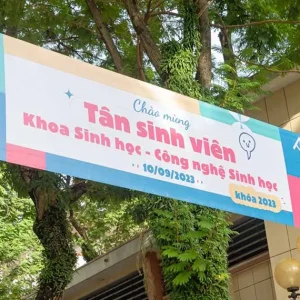 Chào mừng
Tân sinh viên
Khoa Sinh học - Công nghệ Sinh học
10/09/2023
khóa 2023